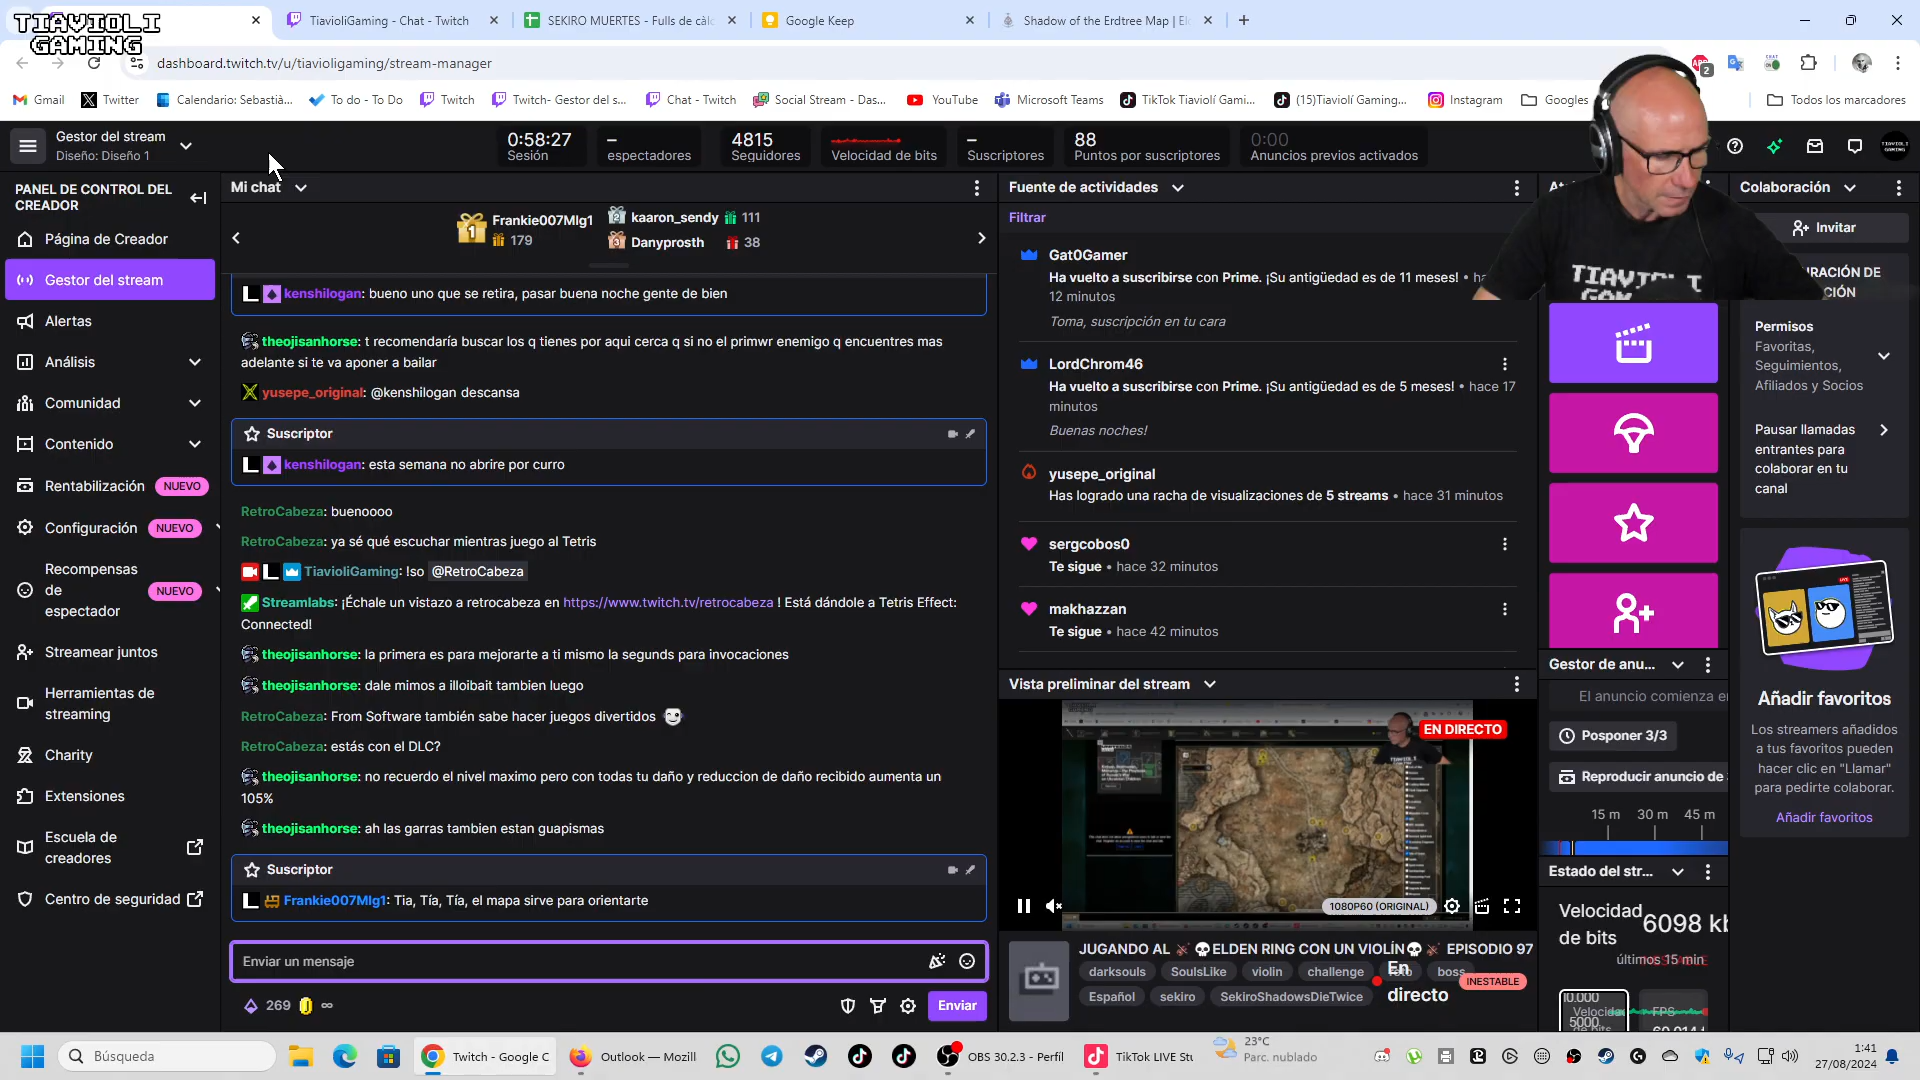 TIAVIOLI
GAMING
TiavioliGaming - Chat - Twitch
SEKIRO MUERTES - Fulls de càlc
Google Keep
Shadow of the Erdtree Map | El
dashboard.twitch.tv/u/tiavioligaming/stream-manager
2
Gmail
Twitter
Calendario: Sebastià...
To do - To Do
Twitch
Twitch- Gestor del s...
Chat - Twitch
Social Stream - Das...
YouTube
Microsoft Teams
TikTok Tiavolí Gami...
(15)Tiavolí Gaming...
Instagram
Googles
Todos los marcadores
Gestor del stream
Diseño: Diseño 1
0:58:27
Sesión
–
espectadores
4815
Seguidores
Velocidad de bits
–
Suscriptores
88
Puntos por suscriptores
0:00
Anuncios previos activados
PANEL DE CONTROL DEL
CREADOR
Página de Creador
Gestor del stream
Alertas
Análisis
Comunidad
Contenido
Rentabilización NUEVO
Configuración NUEVO
Recompensas
de
espectador
NUEVO
Streamear juntos
Herramientas de
streaming
Charity
Extensiones
Escuela de
creadores
Centro de seguridad
Mi chat
1 Frankie007Mlg1
179
2 kaaron_sendy 111
3 Danyprosth 38
kenshilogan: bueno uno que se retira, pasar buena noche gente de bien
theojisanhorse: t recomendaría buscar los q tienes por aqui cerca q si no el primwr enemigo q encuentres mas
adelante si te va aponer a bailar
yusepe_original: @kenshilogan descansa
Suscriptor
kenshilogan: esta semana no abrire por curro
RetroCabeza: buenoooo
RetroCabeza: ya sé qué escuchar mientras juego al Tetris
TiavioliGaming: !so @RetroCabeza
Streamlabs: ¡Échale un vistazo a retrocabeza en https://www.twitch.tv/retrocabeza ! Está dándole a Tetris Effect:
Connected!
theojisanhorse: la primera es para mejorarte a ti mismo la segunds para invocaciones
theojisanhorse: dale mimos a illoibait tambien luego
RetroCabeza: From Software también sabe hacer juegos divertidos
RetroCabeza: estás con el DLC?
theojisanhorse: no recuerdo el nivel maximo pero con todas tu daño y reduccion de daño recibido aumenta un
105%
theojisanhorse: ah las garras tambien estan guapismas
Suscriptor
Frankie007Mlg1: Tia, Tía, Tía, el mapa sirve para orientarte
Enviar un mensaje
269 ∞
Enviar
Fuente de actividades
Filtrar
Gat0Gamer
Ha vuelto a suscribirse con Prime. ¡Su antigüedad es de 11 meses! • hace
12 minutos
Toma, suscripción en tu cara
LordChrom46
Ha vuelto a suscribirse con Prime. ¡Su antigüedad es de 5 meses! • hace 17
minutos
Buenas noches!
yusepe_original
Has logrado una racha de visualizaciones de 5 streams • hace 31 minutos
sergcobos0
Te sigue • hace 32 minutos
makhazzan
Te sigue • hace 42 minutos
Vista preliminar del stream
EN DIRECTO
1080P60 (ORIGINAL)
JUGANDO AL ELDEN RING CON UN VIOLÍN EPISODIO 97
darksouls SoulsLike violin challenge boss
Español sekiro SekiroShadowsDieTwice
En
directo
INESTABLE
TIAVIOLI
Gestor de anu...
El anuncio comienza en
Posponer 3/3
Reproducir anuncio de
15 m 30 m 45 m
Estado del str...
Velocidad
de bits
6098 kb
últimos 15 min
10.000
5000
FPS
Colaboración
Invitar
Permisos
Favoritas,
Seguimientos,
Afiliados y Socios
Pausar llamadas
entrantes para
colaborar en tu
canal
Añadir favoritos
Los streamers añadidos
a tus favoritos pueden
hacer clic en "Llamar"
para pedirte colaborar.
Añadir favoritos
Búsqueda
Twitch - Google C
Outlook — Mozill
OBS 30.2.3 - Perfil
TikTok LIVE Stu
23°C
Parc. nublado
1:41
27/08/2024